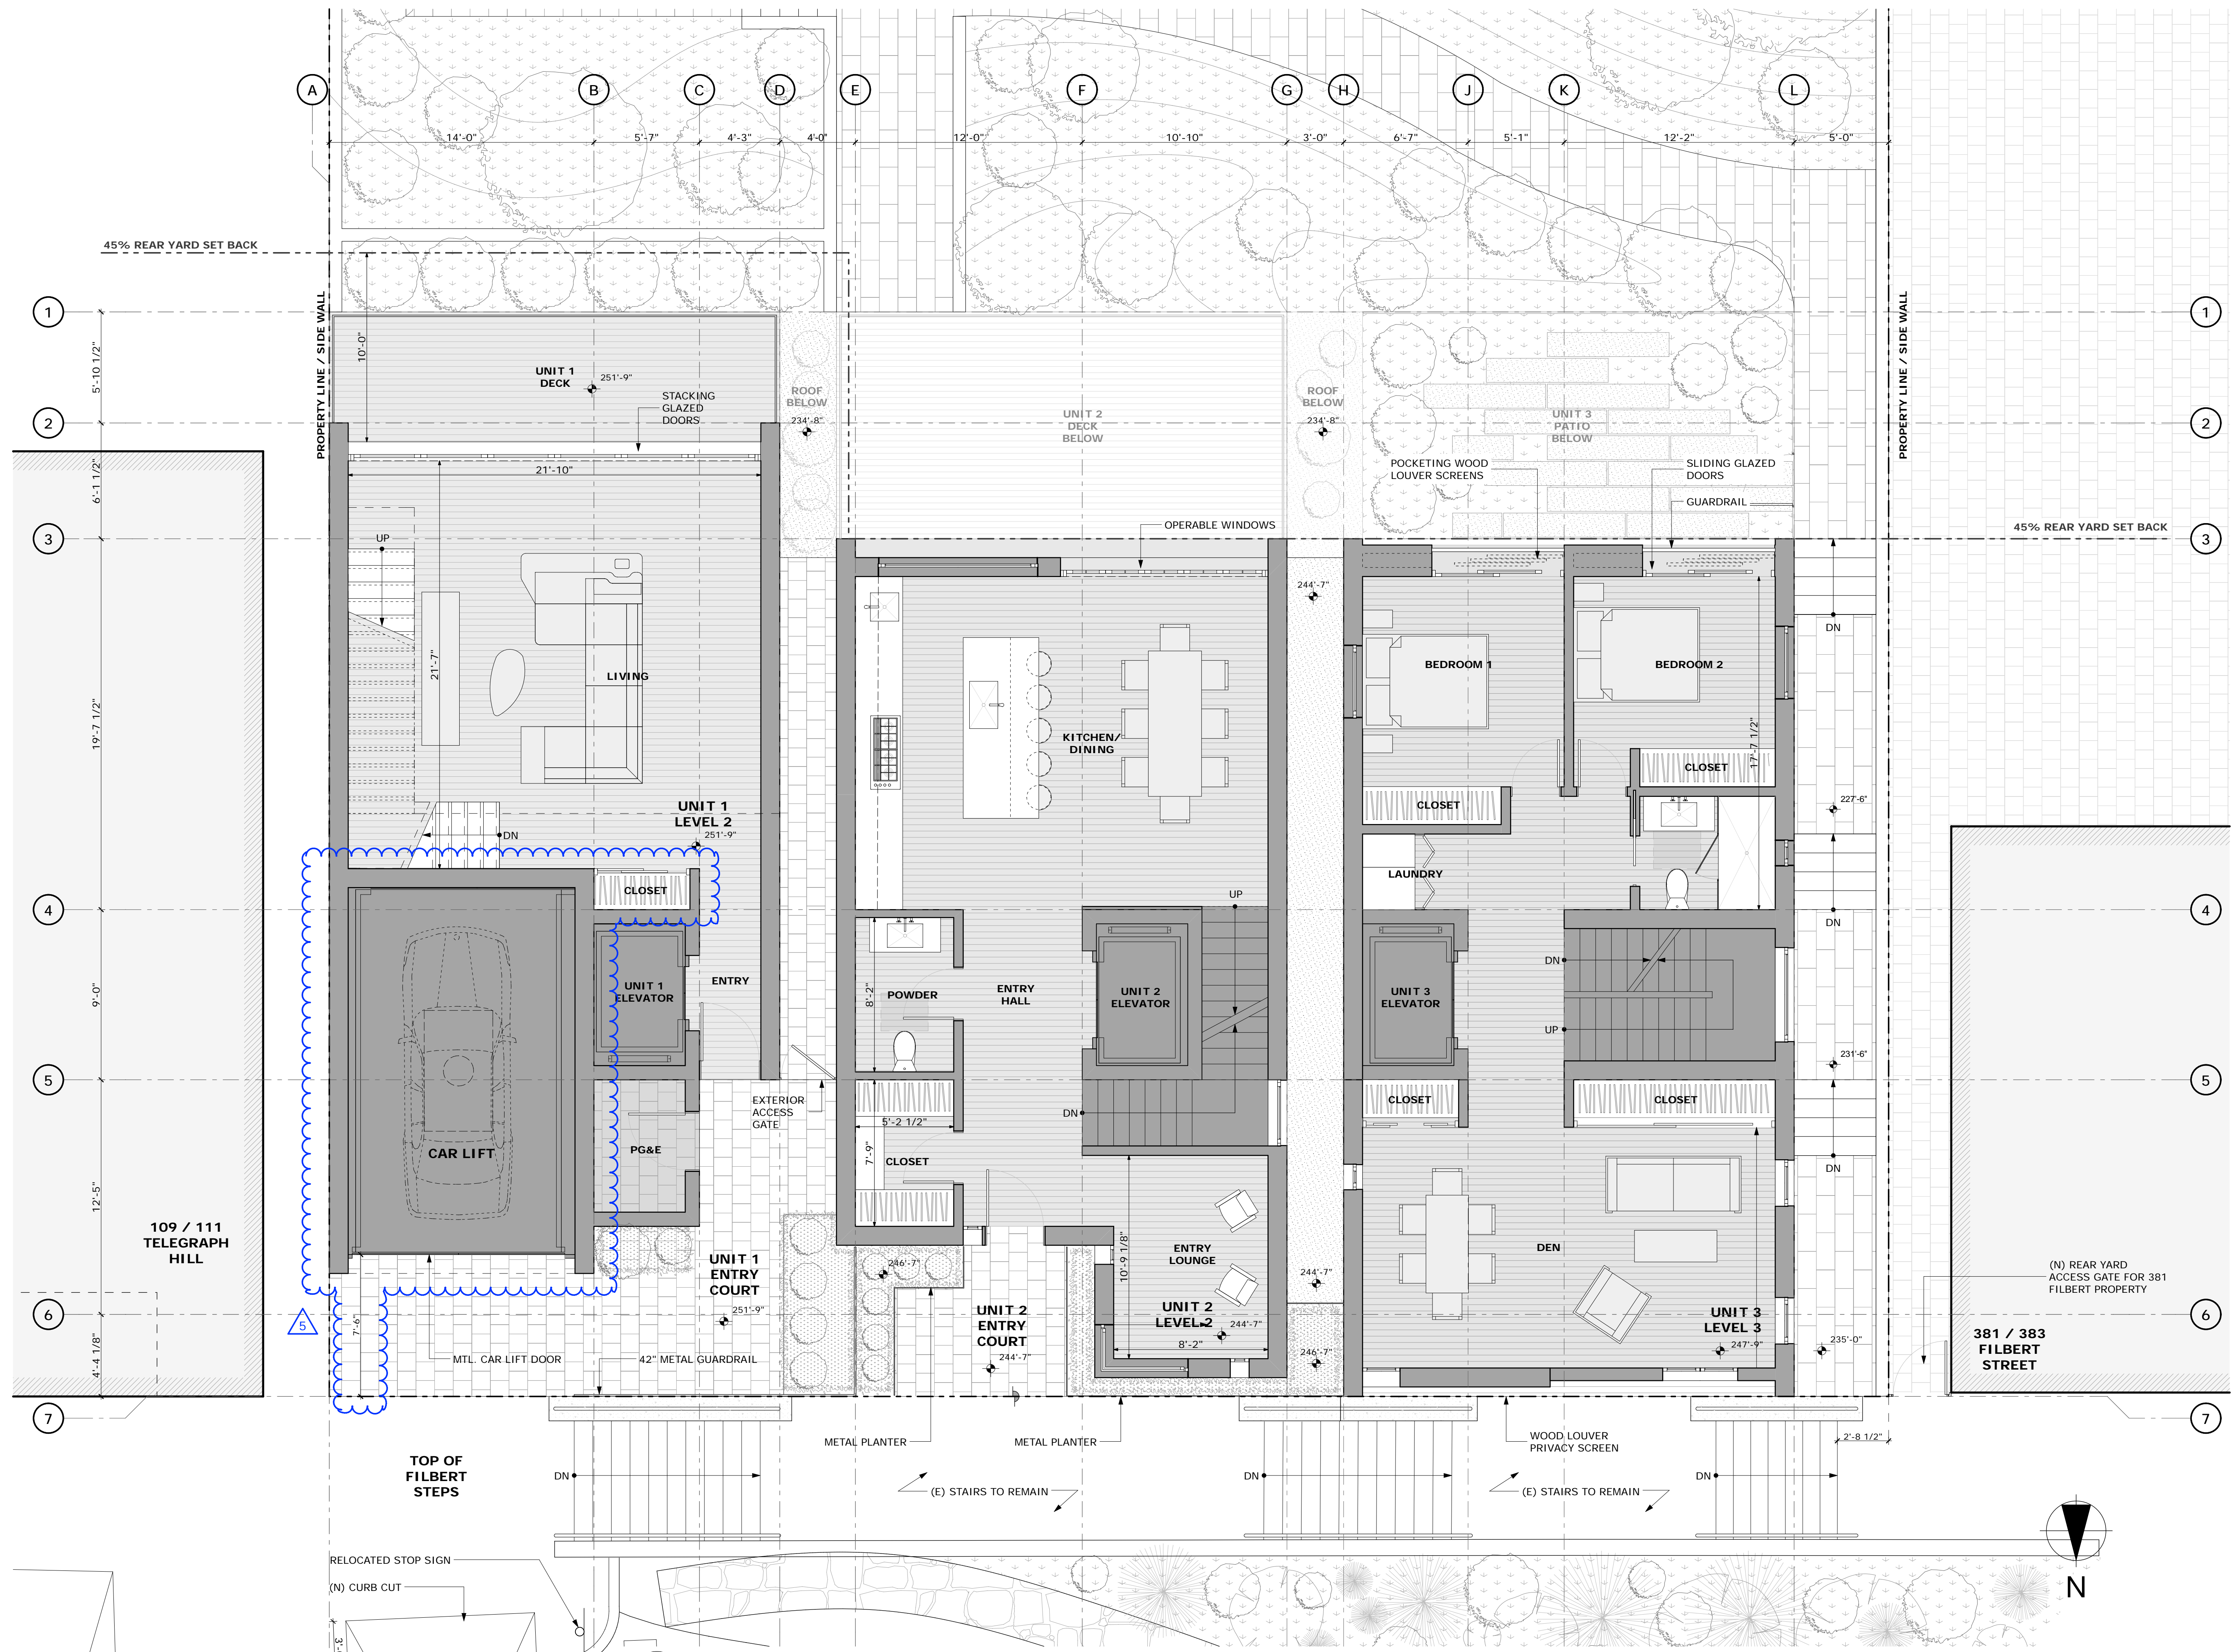 A
B
C
D
E
F
G
H
J
K
L
14'-0"
5'-7"
4'-3"
4'-0"
12'-0"
10'-10"
3'-0"
6'-7"
5'-1"
12'-2"
5'-0"
45% REAR YARD SET BACK
PROPERTY LINE / SIDE WALL
PROPERTY LINE / SIDE WALL
1
1
5'-10 1/2"
10'-0"
UNIT 1
DECK
251'-9"
STACKING
GLAZED
DOORS
ROOF
BELOW
234'-8"
UNIT 2
DECK
BELOW
ROOF
BELOW
234'-8"
UNIT 3
PATIO
BELOW
2
2
6'-1 1/2"
21'-10"
POCKETING WOOD
LOUVER SCREENS
SLIDING GLAZED
DOORS
GUARDRAIL
OPERABLE WINDOWS
45% REAR YARD SET BACK
3
3
UP
244'-7"
DN
19'-7 1/2"
21'-7"
LIVING
KITCHEN/
DINING
BEDROOM 1
BEDROOM 2
17'-7 1/2"
CLOSET
CLOSET
UNIT 1
LEVEL 2
251'-9"
DN
227'-6"
CLOSET
LAUNDRY
UP
4
4
DN
9'-0"
UNIT 1
ELEVATOR
ENTRY
8'-2"
POWDER
ENTRY
HALL
UNIT 2
ELEVATOR
UNIT 3
ELEVATOR
DN
UP
231'-6"
5
5
EXTERIOR
ACCESS
GATE
DN
CLOSET
CLOSET
5'-2 1/2"
7'-9"
CLOSET
PG&E
CAR LIFT
DN
12'-5"
109 / 111
TELEGRAPH
HILL
UNIT 1
ENTRY
COURT
251'-9"
246'-7"
10'-9 1/8"
ENTRY
LOUNGE
244'-7"
DEN
(N) REAR YARD
ACCESS GATE FOR 381
FILBERT PROPERTY
6
6
5
7'-6"
UNIT 2
ENTRY
COURT
244'-7"
UNIT 2
LEVEL 2
244'-7"
8'-2"
246'-7"
UNIT 3
LEVEL 3
247'-9"
235'-0"
381 / 383
FILBERT
STREET
4'-4 1/8"
MTL. CAR LIFT DOOR
42" METAL GUARDRAIL
7
7
METAL PLANTER
METAL PLANTER
WOOD LOUVER
PRIVACY SCREEN
2'-8 1/2"
TOP OF
FILBERT
STEPS
DN
(E) STAIRS TO REMAIN
DN
(E) STAIRS TO REMAIN
DN
RELOCATED STOP SIGN
(N) CURB CUT
N